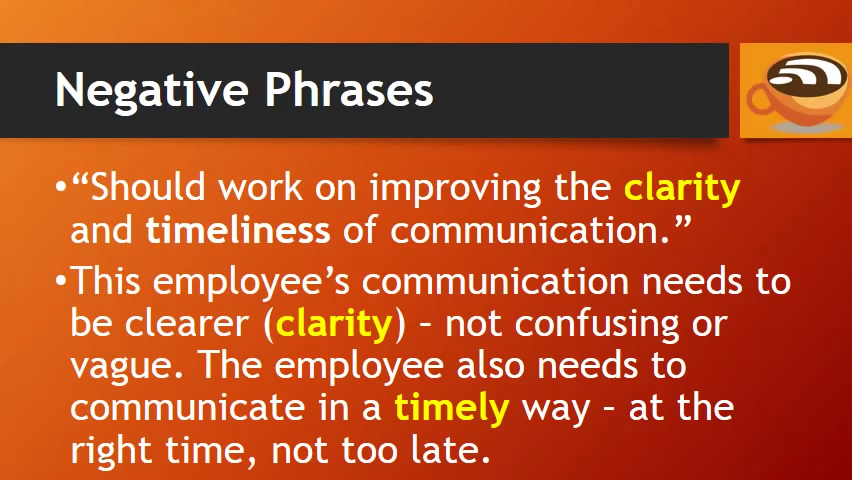 Negative Phrases
•“Should work on improving the clarity
and timeliness of communication.”
•This employee’s communication needs to
be clearer (clarity) – not confusing or
vague. The employee also needs to
communicate in a timely way – at the
right time, not too late.